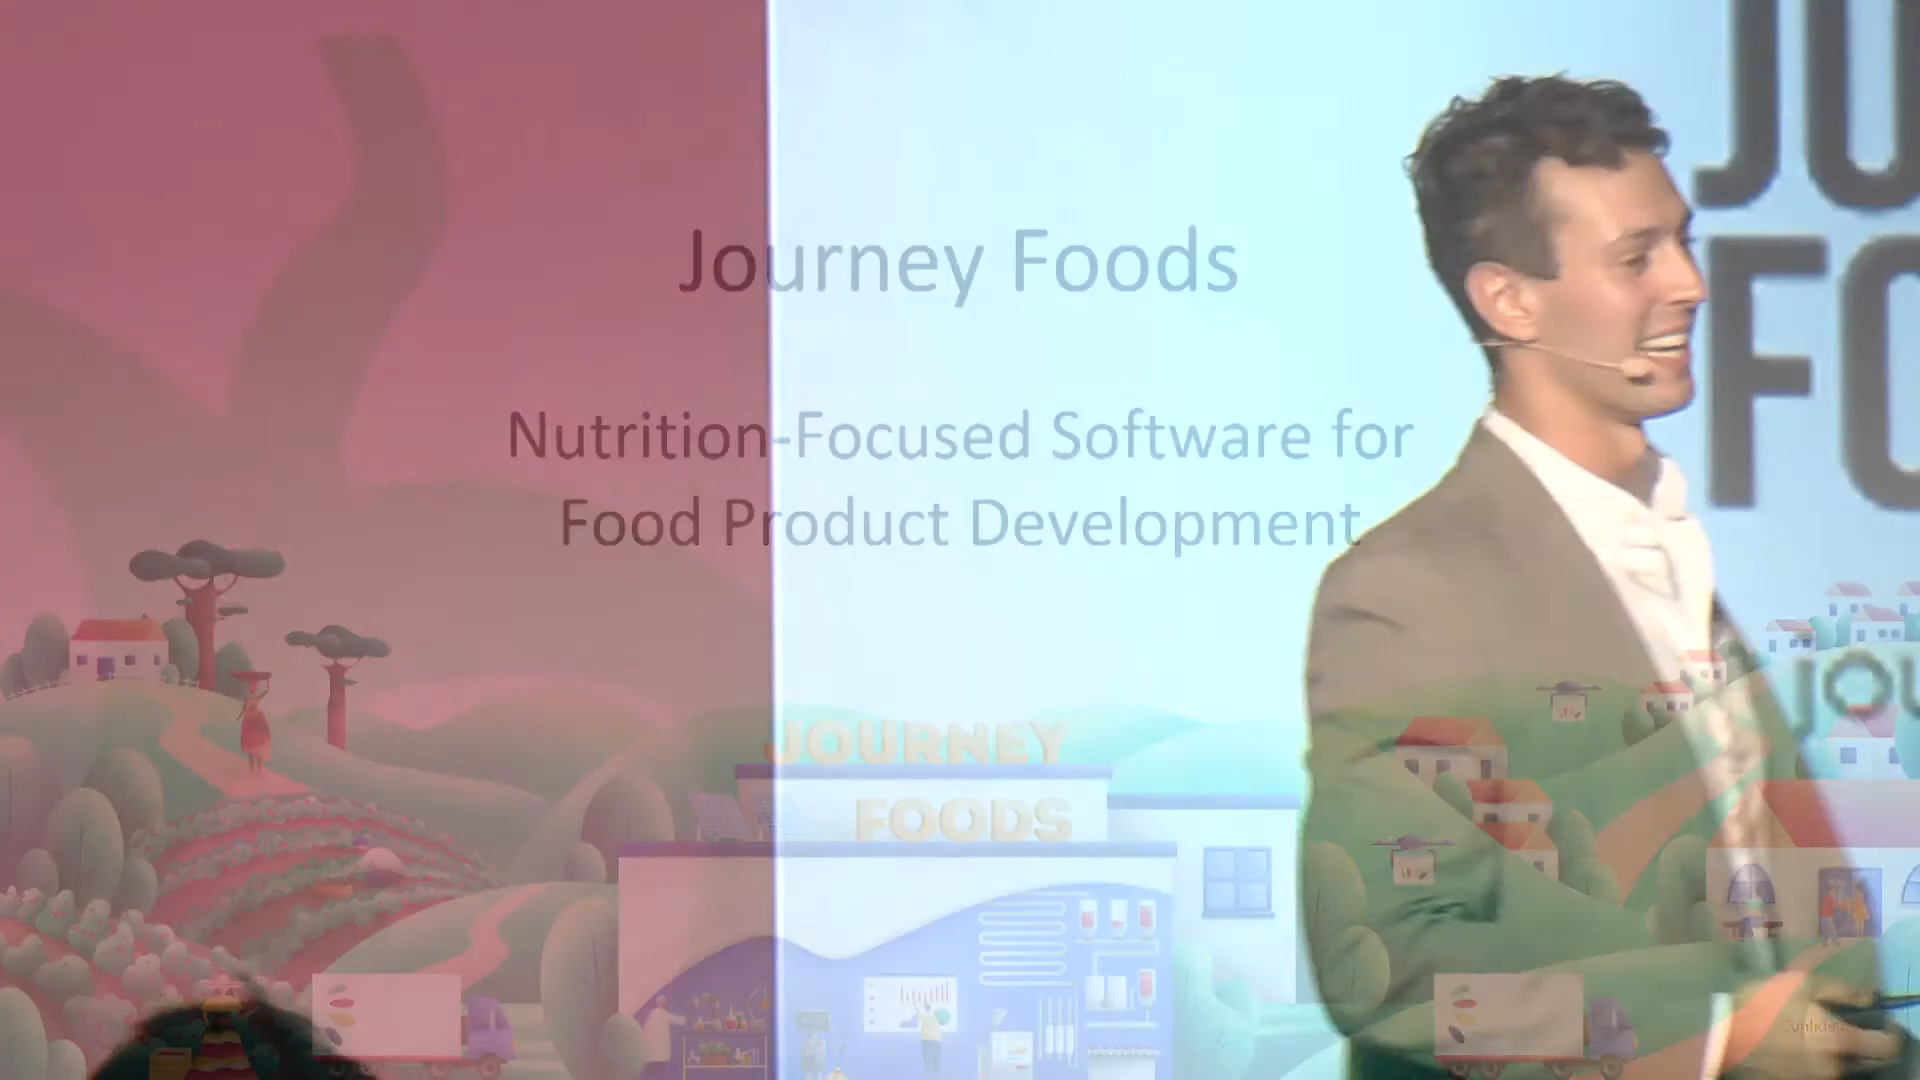 Journey Foods
Nutrition-Focused Software for
Food Product Development
JOURNEY
FOODS